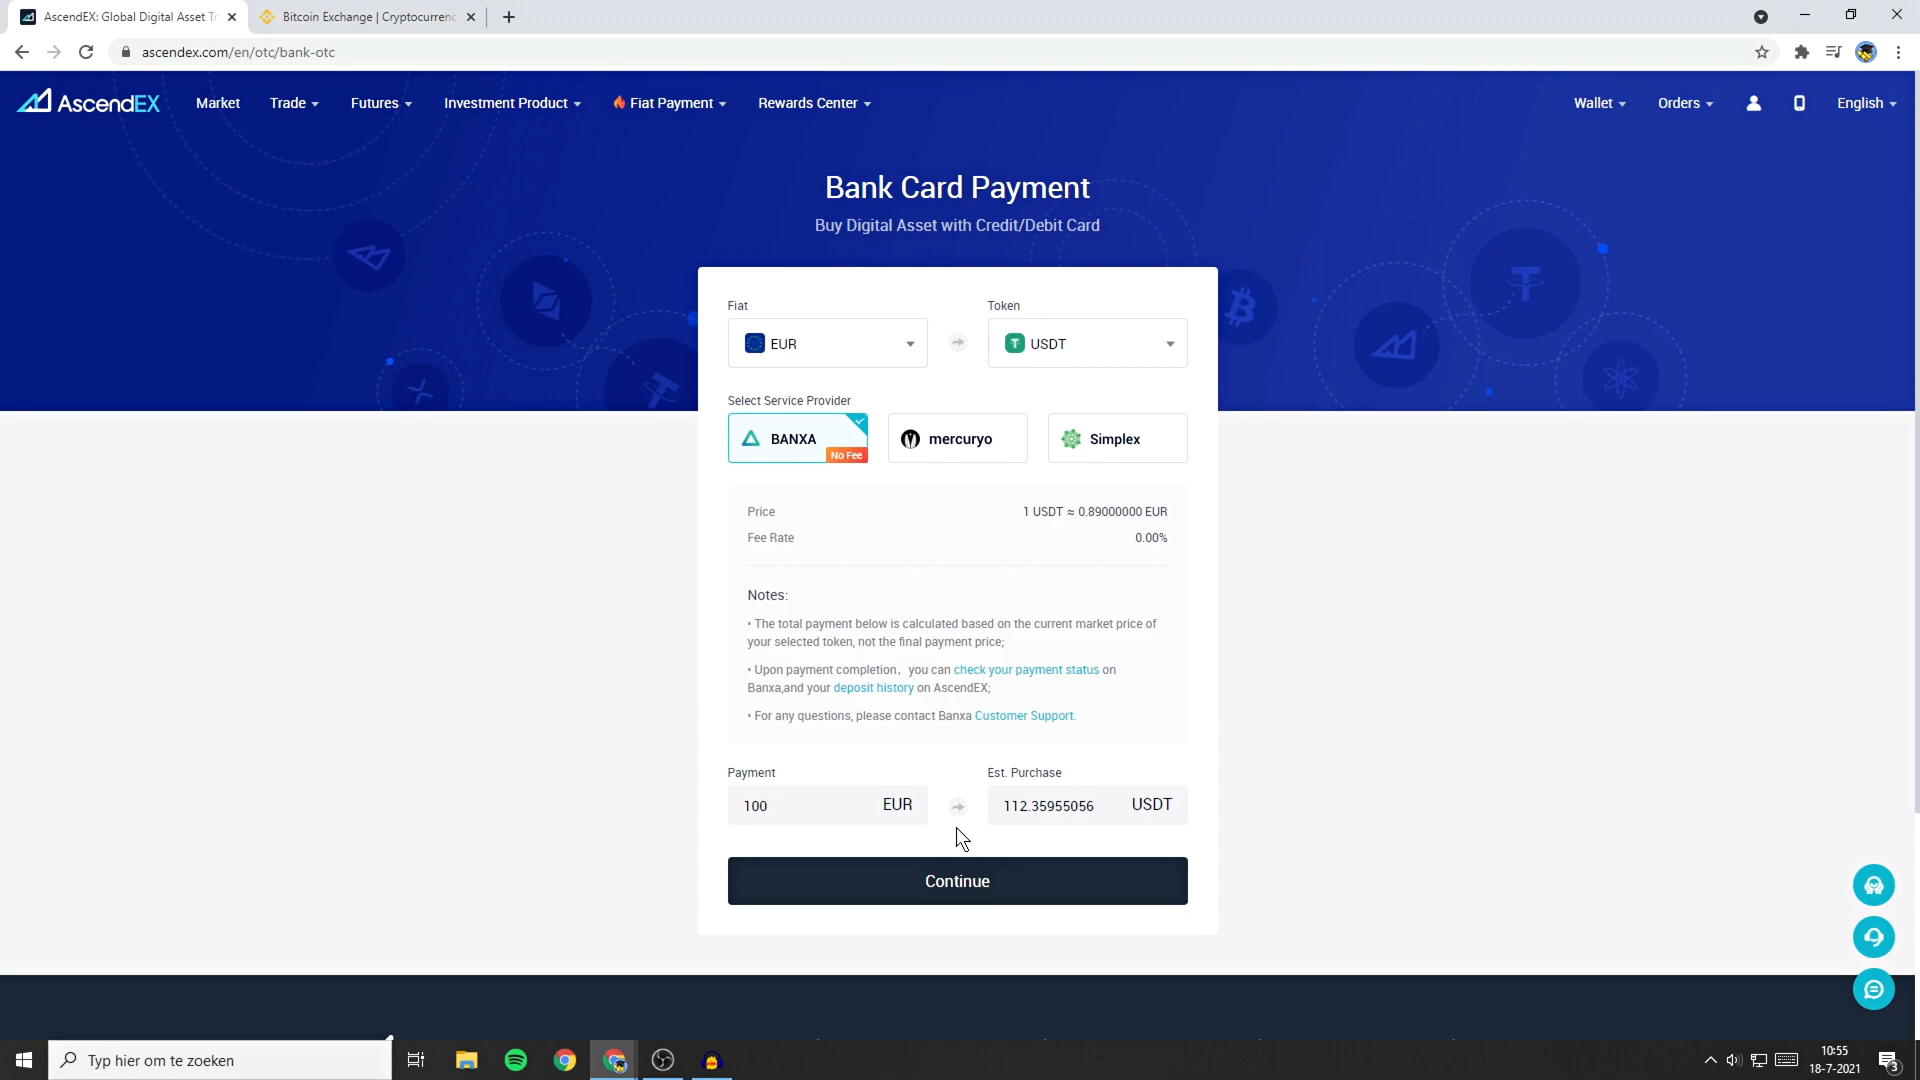 AscendEX: Global Digital Asset Tr
Bitcoin Exchange | Cryptocurrenc
ascendex.com/en/otc/bank-otc
AscendEX
Market
Trade
Futures
Investment Product
Fiat Payment
Rewards Center
Wallet
Orders
English
Bank Card Payment
Buy Digital Asset with Credit/Debit Card
Fiat
Token
EUR
USDT
Select Service Provider
BANXA
No Fee
mercuryo
Simplex
Price
1 USDT ≈ 0.89000000 EUR
Fee Rate
0.00%
Notes:
• The total payment below is calculated based on the current market price of
your selected token, not the final payment price;
• Upon payment completion，you can check your payment status on
Banxa,and your deposit history on AscendEX;
• For any questions, please contact Banxa Customer Support.
Payment
Est. Purchase
100
EUR
112.35955056
USDT
Continue
Typ hier om te zoeken
10:55
18-7-2021
3